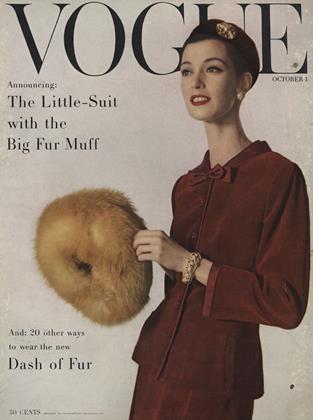 VOGUE
OCTOBER 1
Announcing:
The Little-Suit
with the
Big Fur Muff
And: 20 other ways
to wear the new
Dash of Fur
50 CENTS